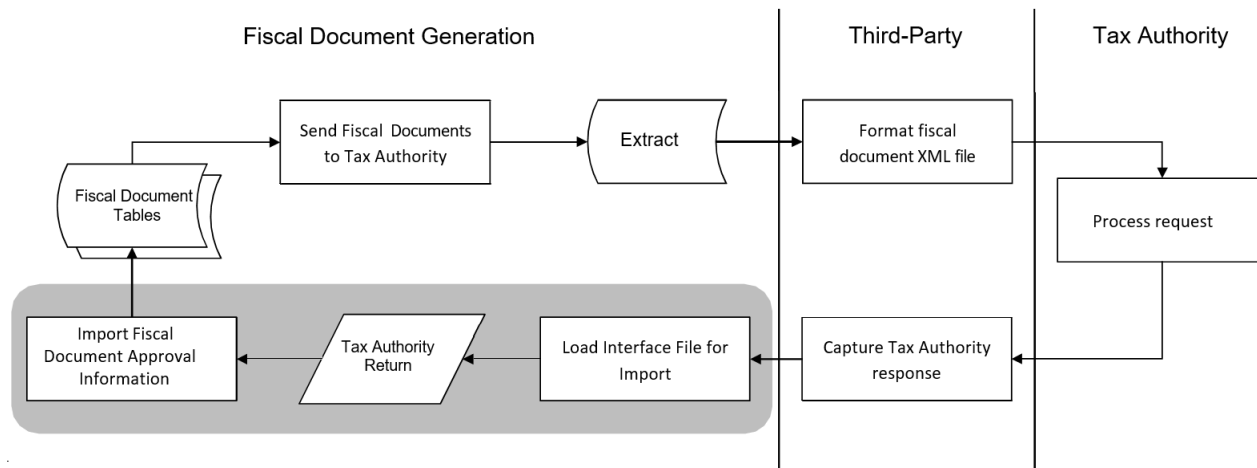 Fiscal Document Generation
Third-Party
Tax Authority
Send Fiscal Documents
to Tax Authority
Extract
Format fiscal
document XML file
Fiscal Document
Tables
Process request
Import Fiscal
Document Approval
Information
Tax Authority
Return
Load Interface File for
Import
Capture Tax Authority
response